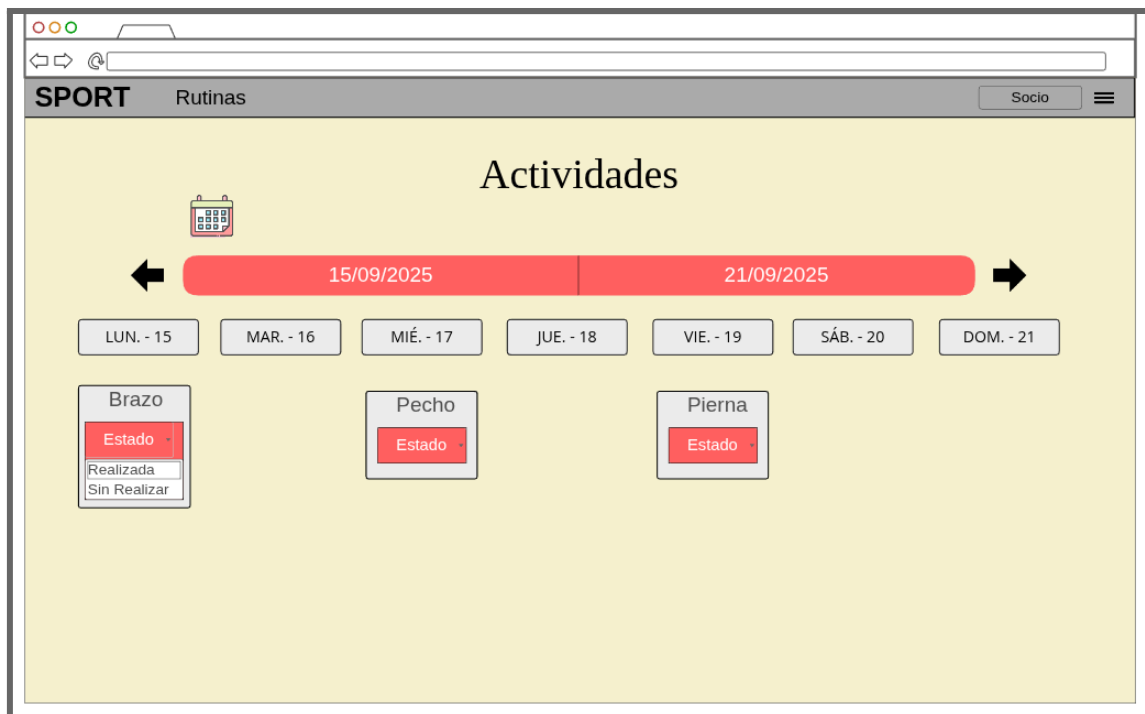 SPORT Rutinas Socio
Actividades
15/09/2025 21/09/2025
LUN. - 15 MAR. - 16 MIÉ. - 17 JUE. - 18 VIE. - 19 SÁB. - 20 DOM. - 21
Brazo Pecho Pierna
Estado Estado Estado
Realizada
Sin Realizar